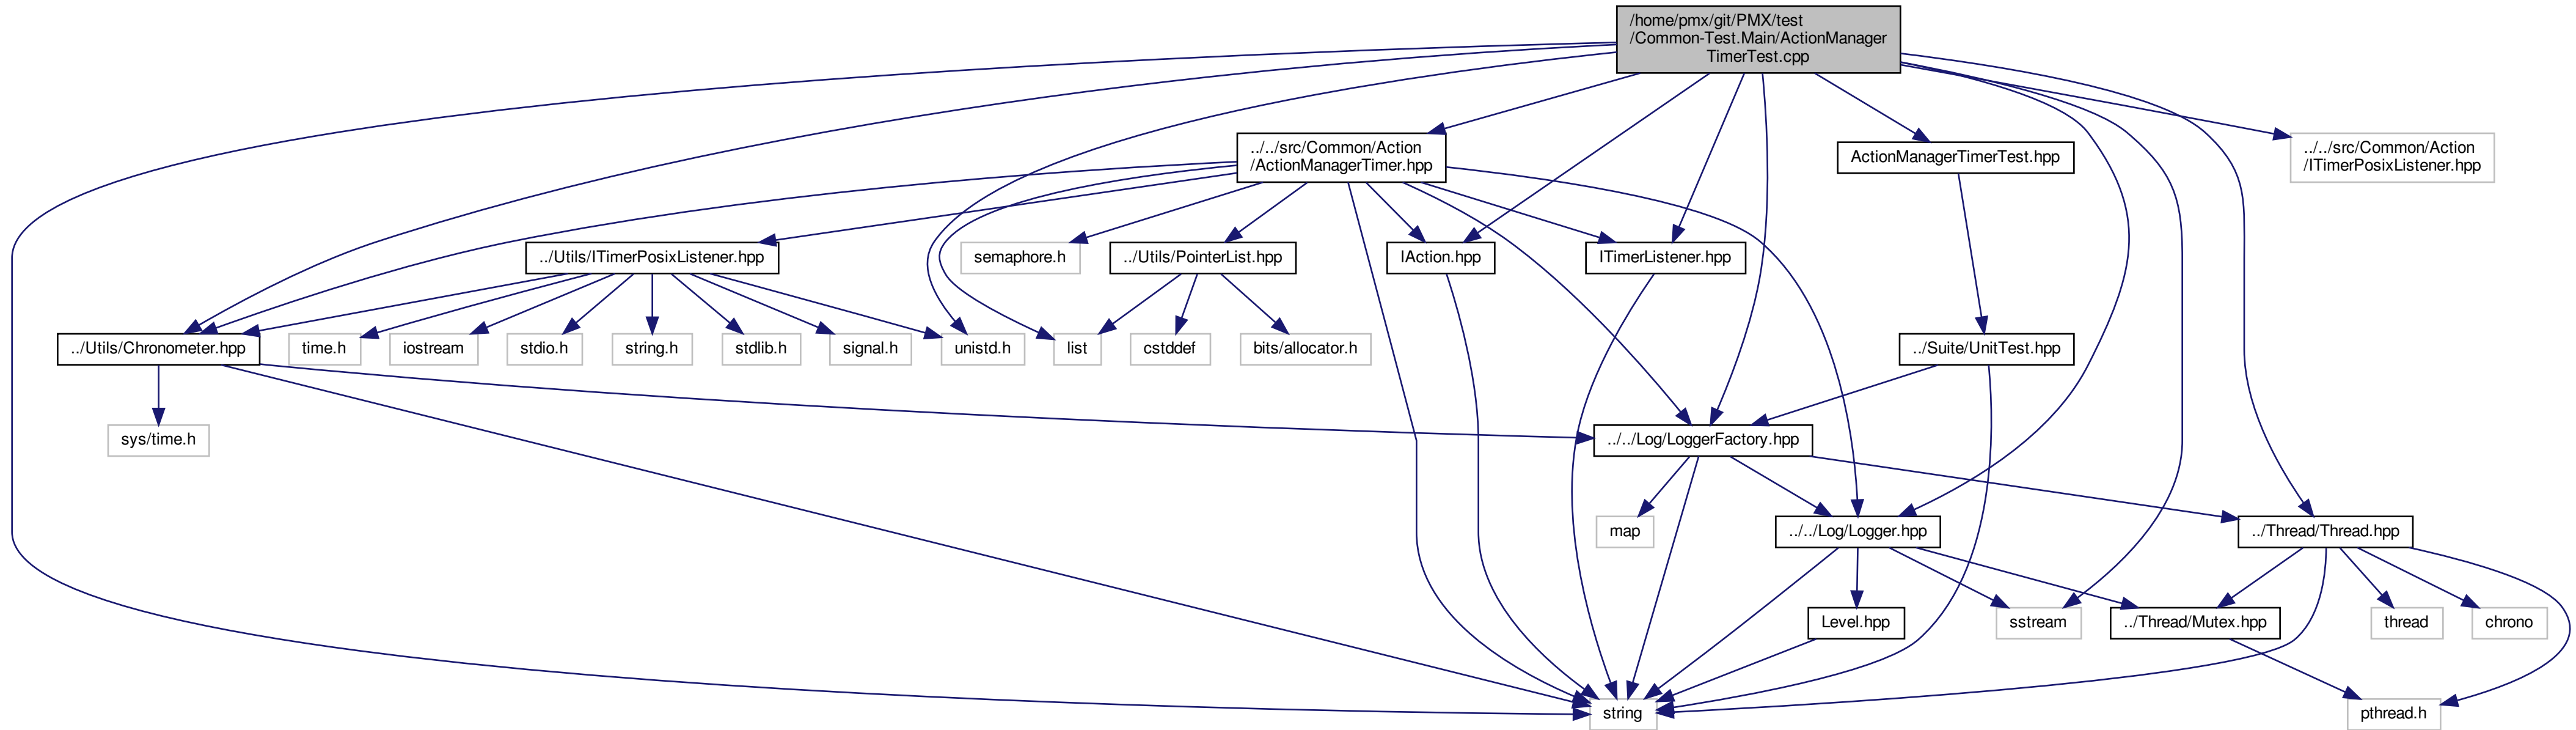 /home/pmx/git/PMX/test
/Common-Test.Main/ActionManager
TimerTest.cpp
../../src/Common/Action
/ActionManagerTimer.hpp
ActionManagerTimerTest.hpp
../../src/Common/Action
/ITimerPosixListener.hpp
../Utils/ITimerPosixListener.hpp
semaphore.h
../Utils/PointerList.hpp
IAction.hpp
ITimerListener.hpp
../Utils/Chronometer.hpp
time.h
iostream
stdio.h
string.h
stdlib.h
signal.h
unistd.h
list
cstddef
bits/allocator.h
../Suite/UnitTest.hpp
sys/time.h
../../Log/LoggerFactory.hpp
map
../../Log/Logger.hpp
../Thread/Thread.hpp
Level.hpp
sstream
../Thread/Mutex.hpp
thread
chrono
string
pthread.h